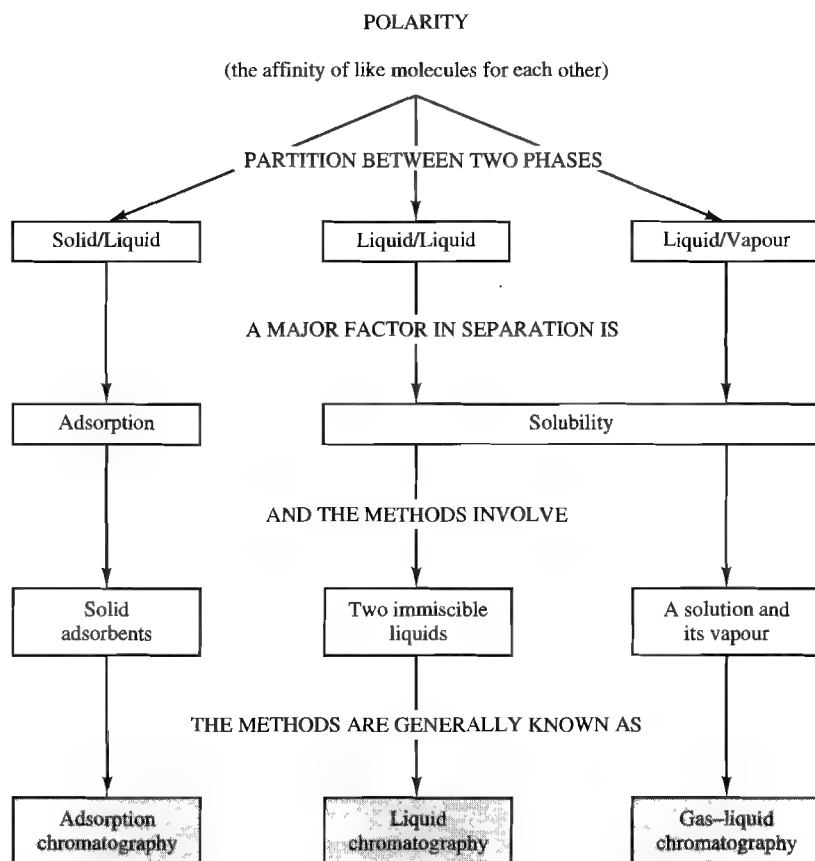 POLARITY
(the affinity of like molecules for each other)
PARTITION BETWEEN TWO PHASES
Solid/Liquid
Liquid/Liquid
Liquid/Vapour
A MAJOR FACTOR IN SEPARATION IS
Adsorption
Solubility
AND THE METHODS INVOLVE
Solid
adsorbents
Two immiscible
liquids
A solution and
its vapour
THE METHODS ARE GENERALLY KNOWN AS
Adsorption
chromatography
Liquid
chromatography
Gas–liquid
chromatography